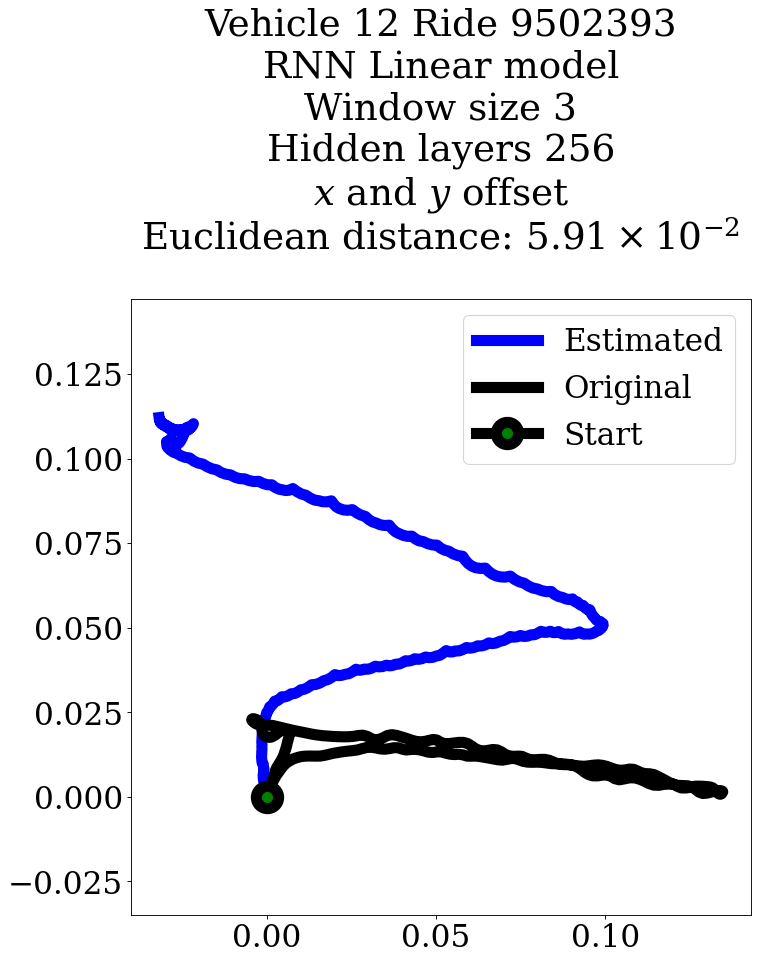 Vehicle 12 Ride 9502393
RNN Linear model
Window size 3
Hidden layers 256
x and y offset
Euclidean distance: 5.91 × 10⁻²
Estimated
Original
Start
0.125
0.100
0.075
0.050
0.025
0.000
−0.025
0.00 0.05 0.10